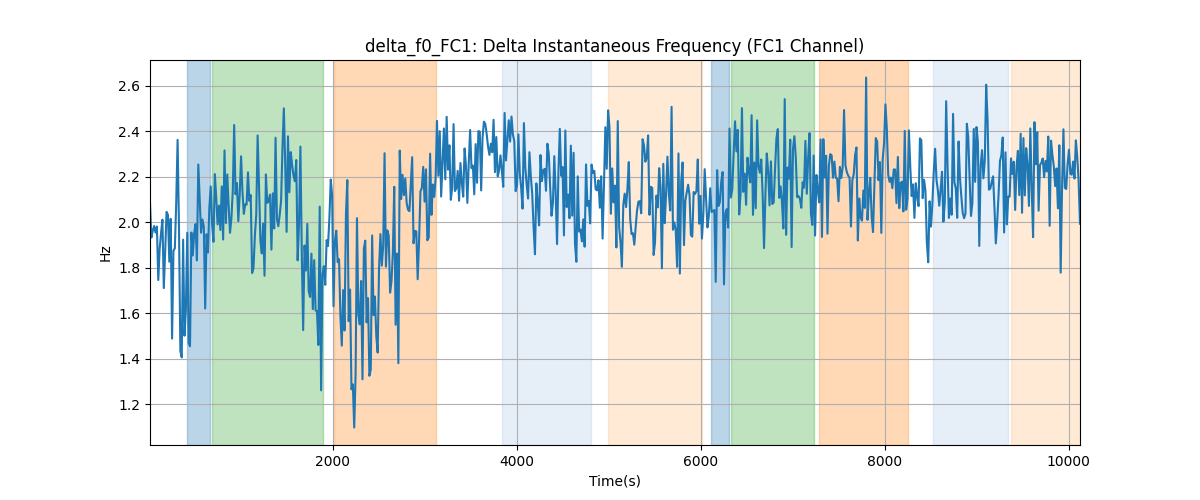 delta_f0_FC1: Delta Instantaneous Frequency (FC1 Channel)
2.6
2.4
2.2
2.0
1.8
1.6
1.4
1.2
Hz
2000 4000 6000 8000 10000
Time(s)